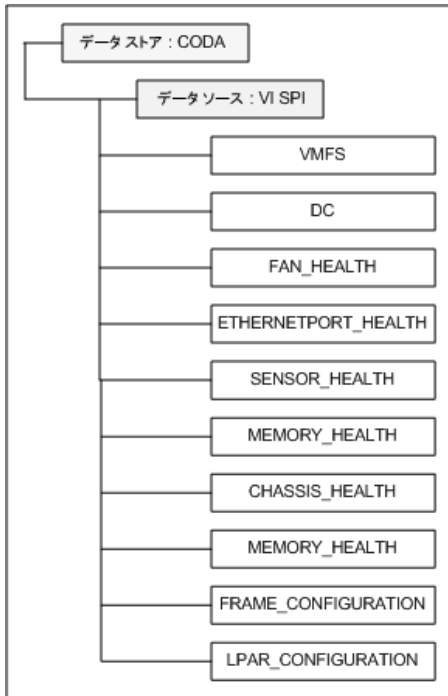 データストア : CODA
データソース : VI SPI
VMFS
DC
FAN_HEALTH
ETHERNETPORT_HEALTH
SENSOR_HEALTH
MEMORY_HEALTH
CHASSIS_HEALTH
MEMORY_HEALTH
FRAME_CONFIGURATION
LPAR_CONFIGURATION